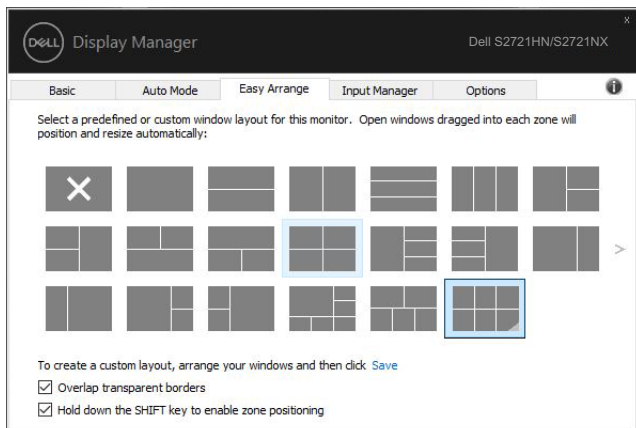 DELL Display Manager
Dell S2721HN/S2721NX
x
Basic
Auto Mode
Easy Arrange
Input Manager
Options
i
Select a predefined or custom window layout for this monitor. Open windows dragged into each zone will
position and resize automatically:
>
To create a custom layout, arrange your windows and then click Save
Overlap transparent borders
Hold down the SHIFT key to enable zone positioning